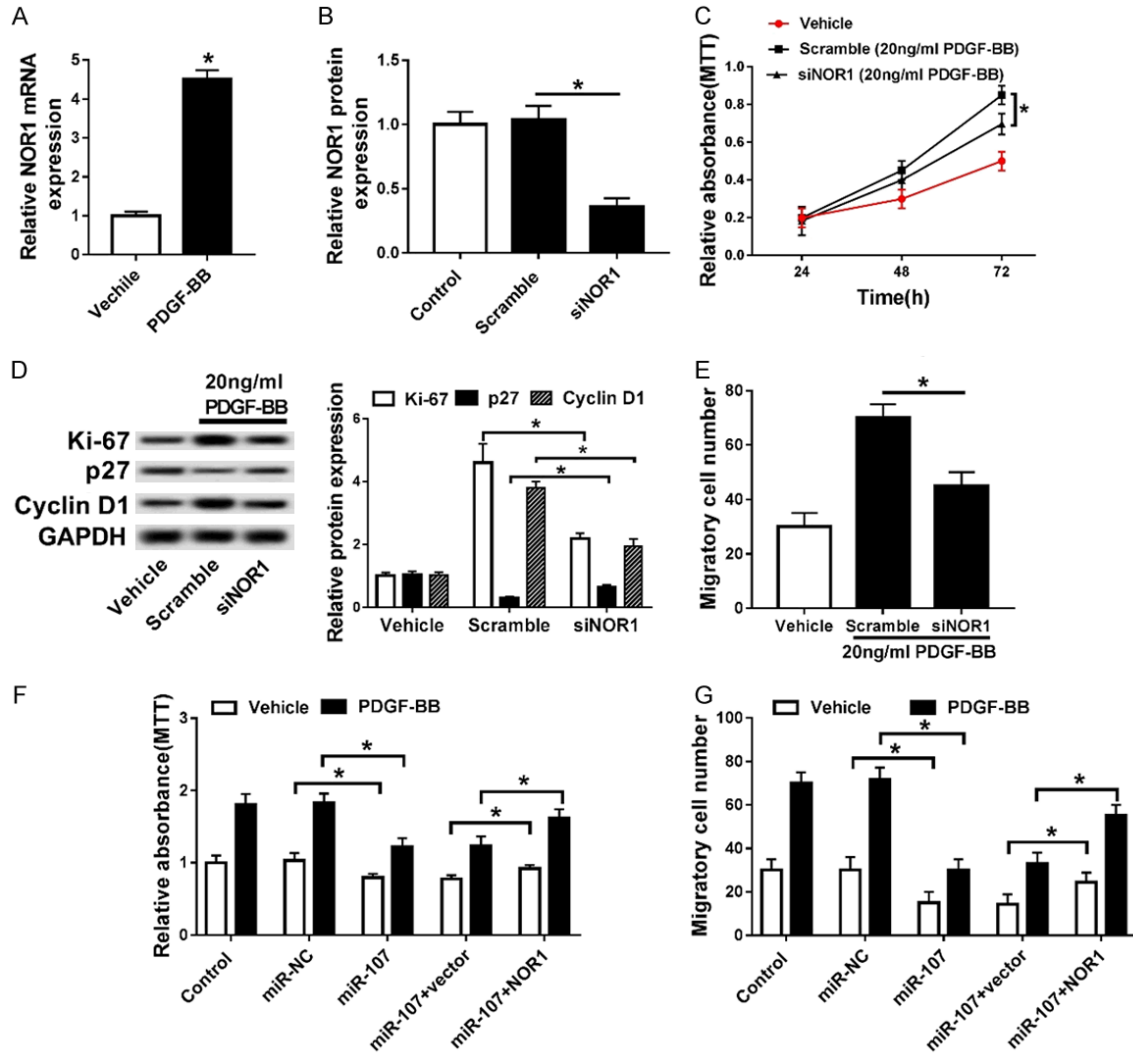 A
Relative NOR1 mRNA
expression
5
4
3
2
1
0
*
Vechile
PDGF-BB
B
Relative NOR1 protein
expression
1.5
1.0
0.5
0.0
*
Control
Scramble
siNOR1
C
Vehicle
Scramble (20ng/ml PDGF-BB)
siNOR1 (20ng/ml PDGF-BB)
Relative absorbance(MTT)
0.8
0.6
0.4
0.2
0.0
*
24
48
72
Time(h)
D
20ng/ml
PDGF-BB
Ki-67
p27
Cyclin D1
GAPDH
Vehicle
Scramble
siNOR1
Ki-67
p27
Cyclin D1
Relative protein expression
6
4
2
0
*
*
*
Vehicle
Scramble
siNOR1
E
Migratory cell number
80
60
40
20
0
*
Vehicle
Scramble
siNOR1
20ng/ml PDGF-BB
F
Vehicle
PDGF-BB
Relative absorbance(MTT)
3
2
1
0
*
*
*
*
Control
miR-NC
miR-107
miR-107+vector
miR-107+NOR1
G
Vehicle
PDGF-BB
Migratory cell number
100
80
60
40
20
0
*
*
*
*
Control
miR-NC
miR-107
miR-107+vector
miR-107+NOR1